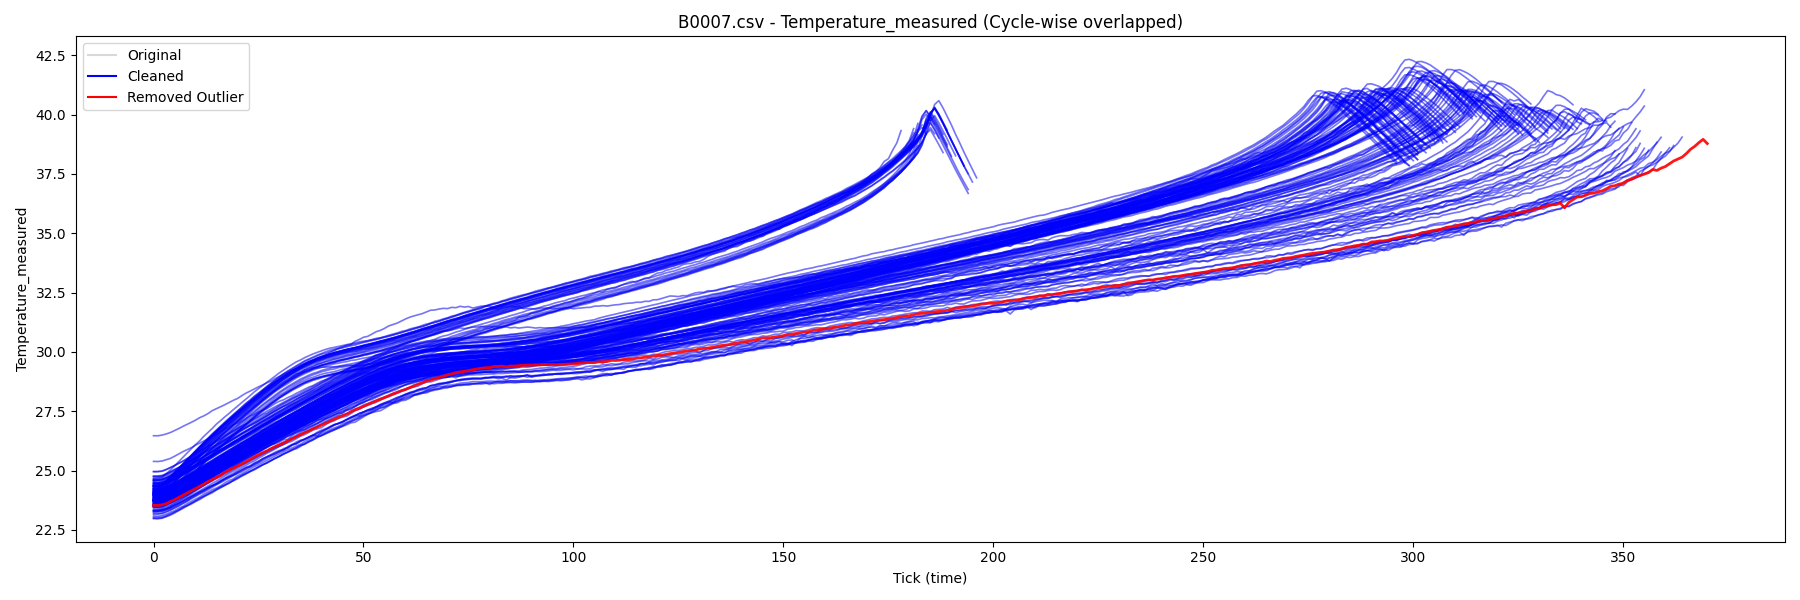 B0007.csv - Temperature_measured (Cycle-wise overlapped)
Original
Cleaned
Removed Outlier
Temperature_measured
42.5
40.0
37.5
35.0
32.5
30.0
27.5
25.0
22.5
0 50 100 150 200 250 300 350
Tick (time)